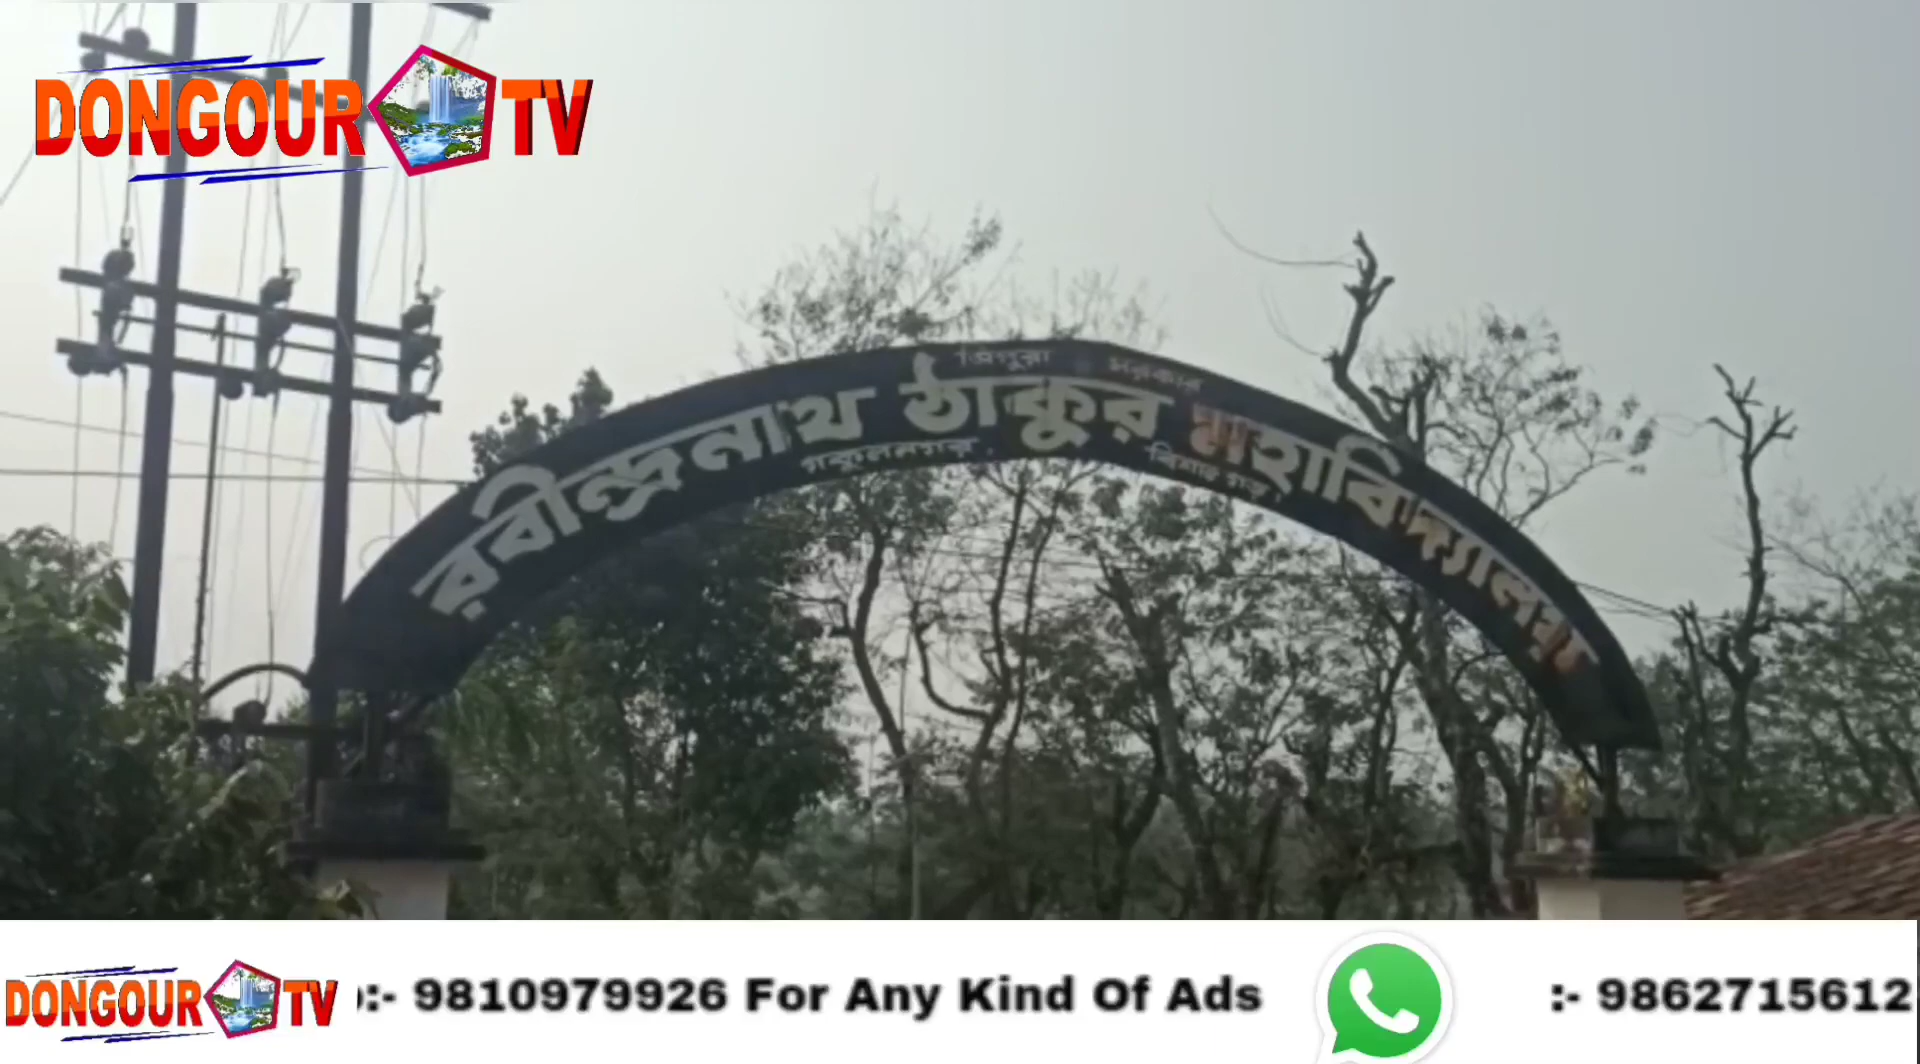 DONGOUR TV
ত্রিপুরা সরকার
রবীন্দ্রনাথ ঠাকুর মহাবিদ্যালয়
DONGOUR TV :- 9810979926 For Any Kind Of Ads :- 9862715612